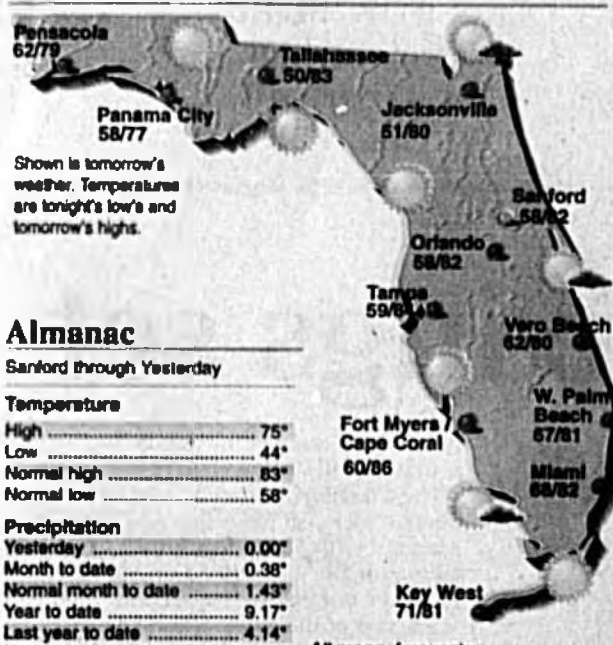 Pensacola
62/79
Tallahassee
50/83
Panama City
58/77
Jacksonville
51/80
Shown is tomorrow's
weather. Temperatures
are tonight's low's and
tomorrow's highs.
Sanford
58/82
Orlando
58/82
Tampa
59/
Vero Beach
62/80
W. Palm
Beach
67/81
Fort Myers /
Cape Coral
60/86
Miami
68/82
Key West
71/81
Almanac
Sanford through Yesterday
Temperature
High 75°
Low 44°
Normal high 83°
Normal low 58°
Precipitation
Yesterday 0.00"
Month to date 0.38"
Normal month to date 1.43"
Year to date 9.17"
Last year to date 4.14"